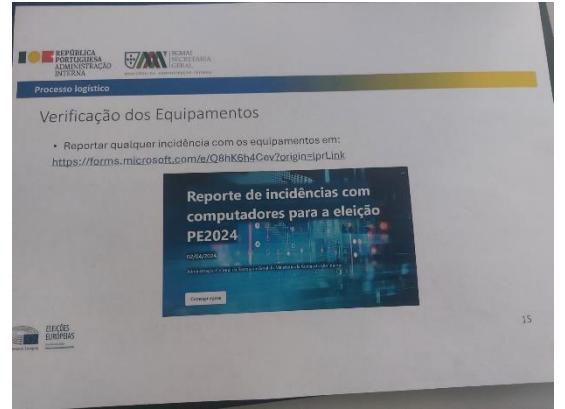 REPÚBLICA
PORTUGUESA
ADMINISTRAÇÃO
INTERNA
SGMAI
SECRETARIA
GERAL
Processo logístico
Verificação dos Equipamentos
• Reportar qualquer incidência com os equipamentos em:
https://forms.microsoft.com/e/Q8hK6h4Cev?origin=lprLink
Reporte de incidências com
computadores para a eleição
PE2024
02/04/2024
Começar agora
ELEIÇÕES
EUROPEIAS
15